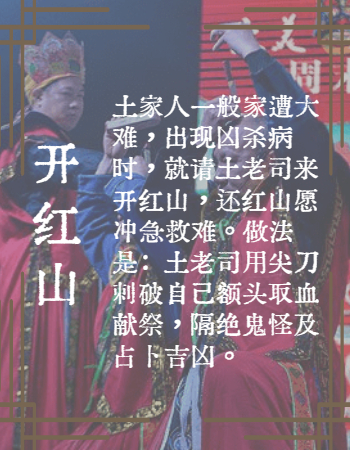 开红山
土家人一般家遭大
难，出现凶杀病
时，就请土老司来
开红山，还红山愿
冲急救难。做法
是：土老司用尖刀
刺破自己额头取血
献祭，隔绝鬼怪及
占卜吉凶。